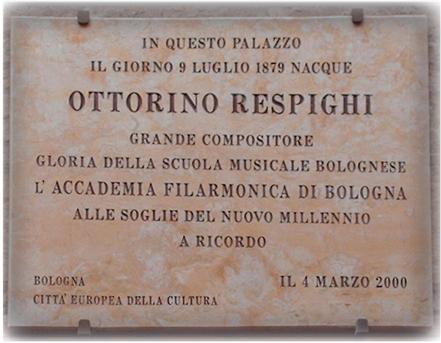 IN QUESTO PALAZZO
IL GIORNO 9 LUGLIO 1879 NACQUE
OTTORINO RESPIGHI
GRANDE COMPOSITORE
GLORIA DELLA SCUOLA MUSICALE BOLOGNESE
L'ACCADEMIA FILARMONICA DI BOLOGNA
ALLE SOGLIE DEL NUOVO MILLENNIO
A RICORDO
BOLOGNA
CITTA' EUROPEA DELLA CULTURA
IL 4 MARZO 2000